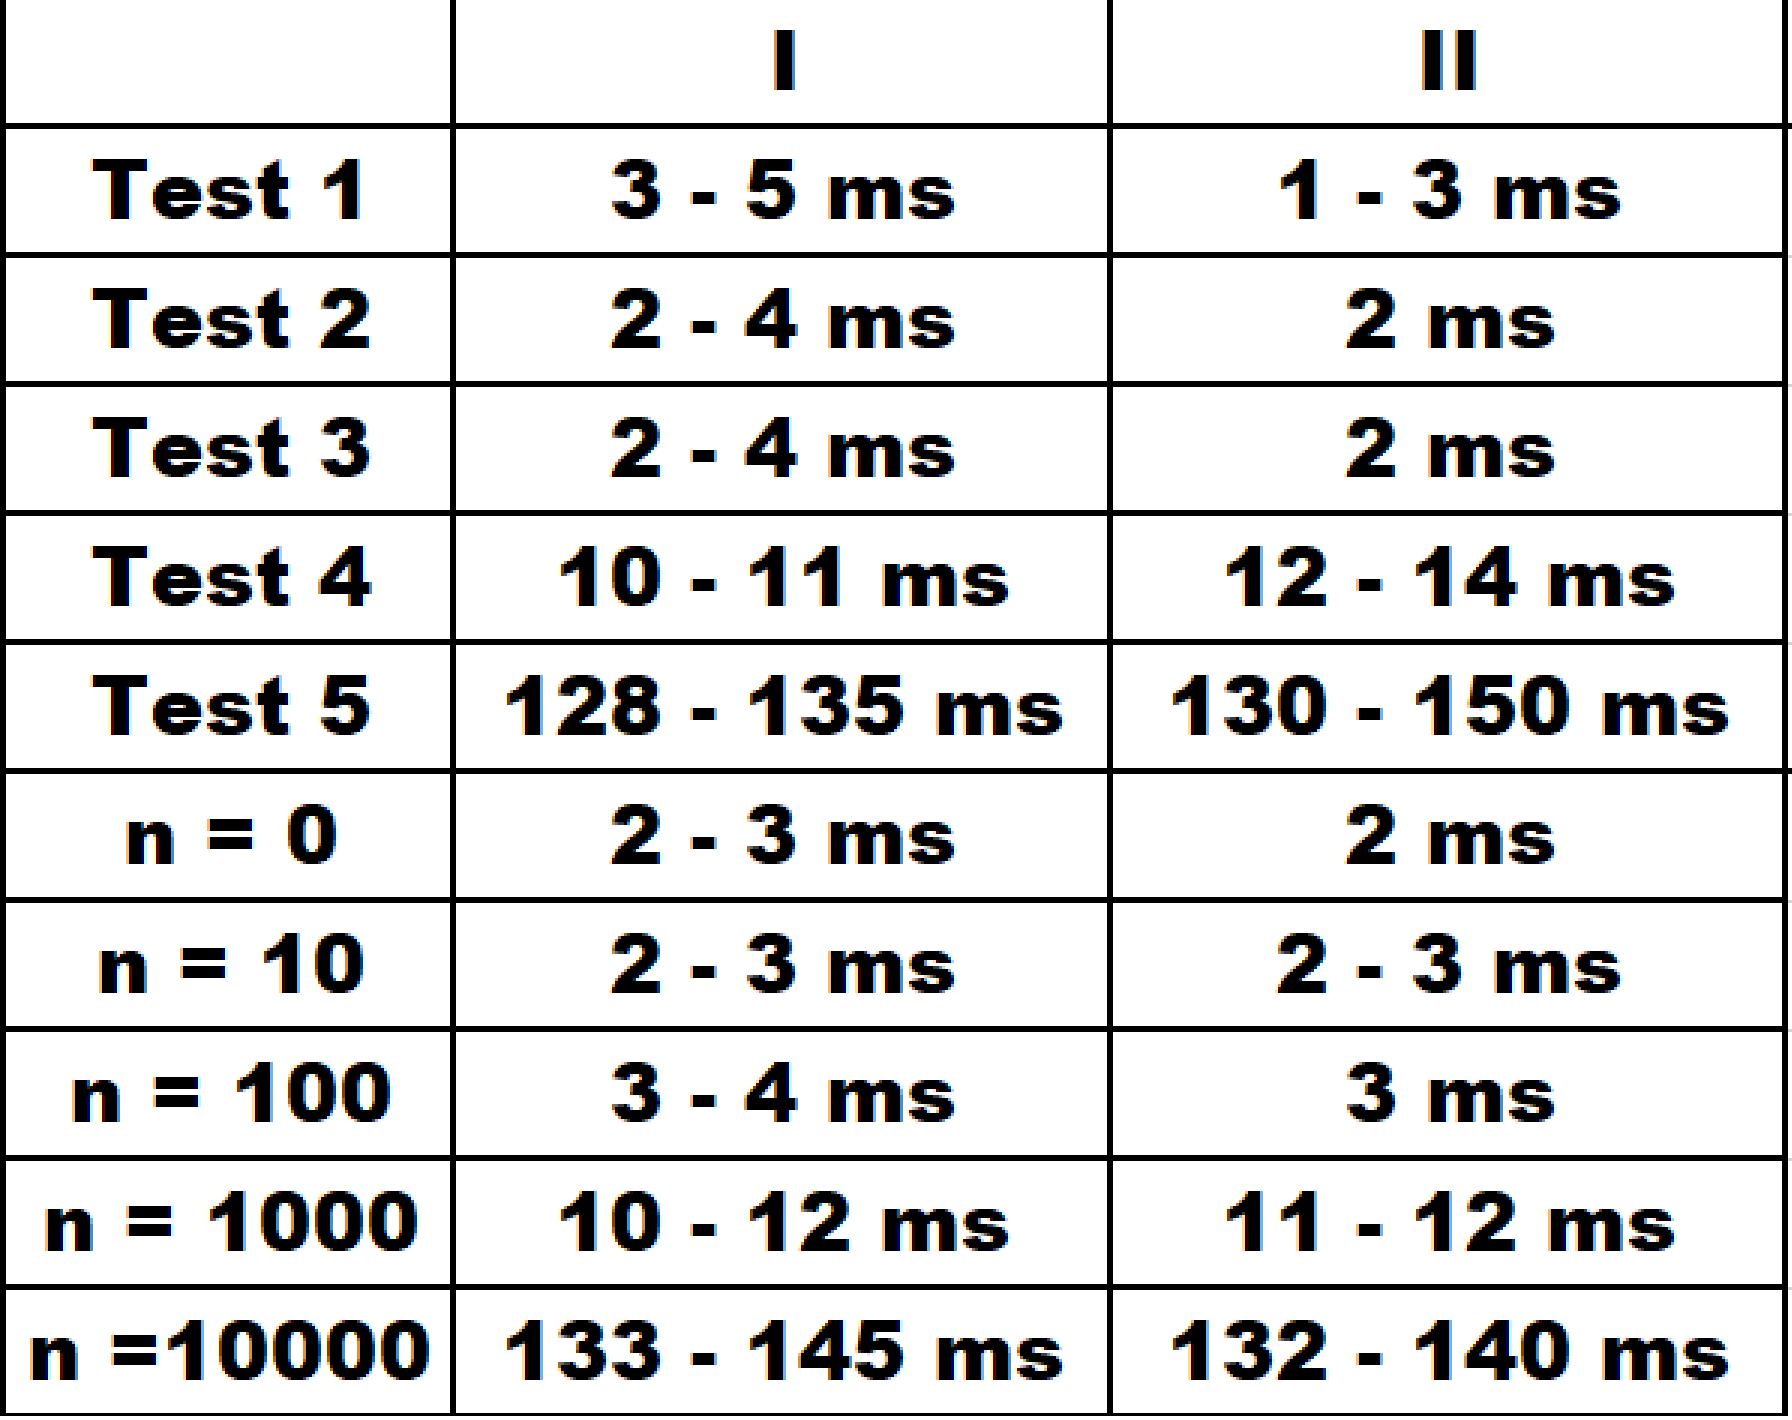 I II
Test 1 3 - 5 ms 1 - 3 ms
Test 2 2 - 4 ms 2 ms
Test 3 2 - 4 ms 2 ms
Test 4 10 - 11 ms 12 - 14 ms
Test 5 128 - 135 ms 130 - 150 ms
n = 0 2 - 3 ms 2 ms
n = 10 2 - 3 ms 2 - 3 ms
n = 100 3 - 4 ms 3 ms
n = 1000 10 - 12 ms 11 - 12 ms
n =10000 133 - 145 ms 132 - 140 ms